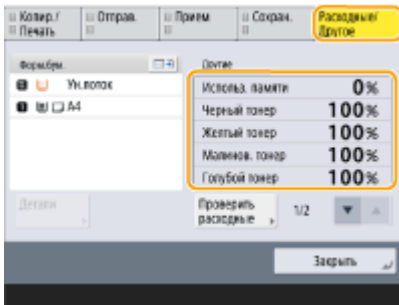 Копир./ Печать
Отправ.
Прием
Сохран.
Расходные/ Другое
Форм.бум.
Другие
Ун.лоток
A4
Использ. памяти 0%
Черный тонер 100%
Желтый тонер 100%
Малинов. тонер 100%
Голубой тонер 100%
Детали
Проверить расходные
1/2
Закрыть